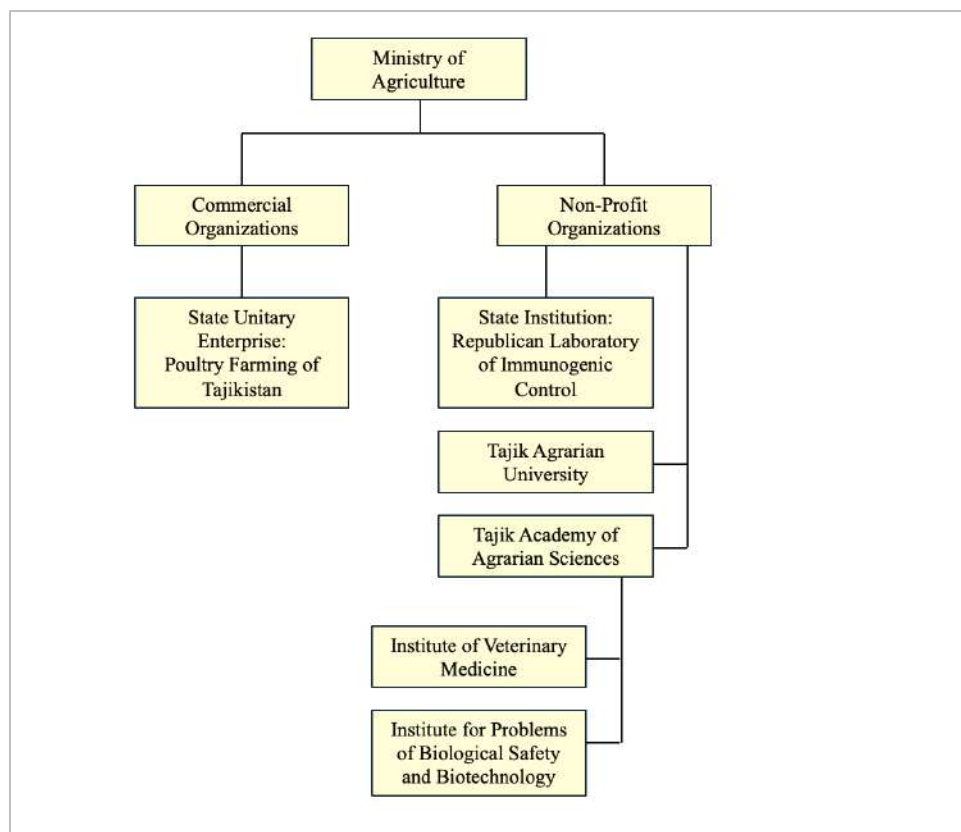 Ministry of
Agriculture
Commercial
Organizations
Non-Profit
Organizations
State Unitary
Enterprise:
Poultry Farming of
Tajikistan
State Institution:
Republican Laboratory
of Immunogenic
Control
Tajik Agrarian
University
Tajik Academy of
Agrarian Sciences
Institute of Veterinary
Medicine
Institute for Problems
of Biological Safety
and Biotechnology